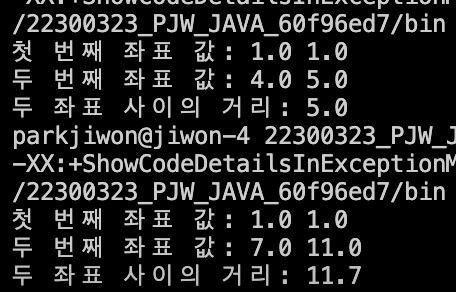 -XX:+ShowCodeDetailsInExceptionM
/22300323_PJW_JAVA_60f96ed7/bin
첫 번째 좌표 값: 1.0 1.0
두 번째 좌표 값: 4.0 5.0
두 좌표 사이의 거리: 5.0
parkjiwon@jiwon-4 22300323_PJW_J
-XX:+ShowCodeDetailsInExceptionM
/22300323_PJW_JAVA_60f96ed7/bin
첫 번째 좌표 값: 1.0 1.0
두 번째 좌표 값: 7.0 11.0
두 좌표 사이의 거리: 11.7